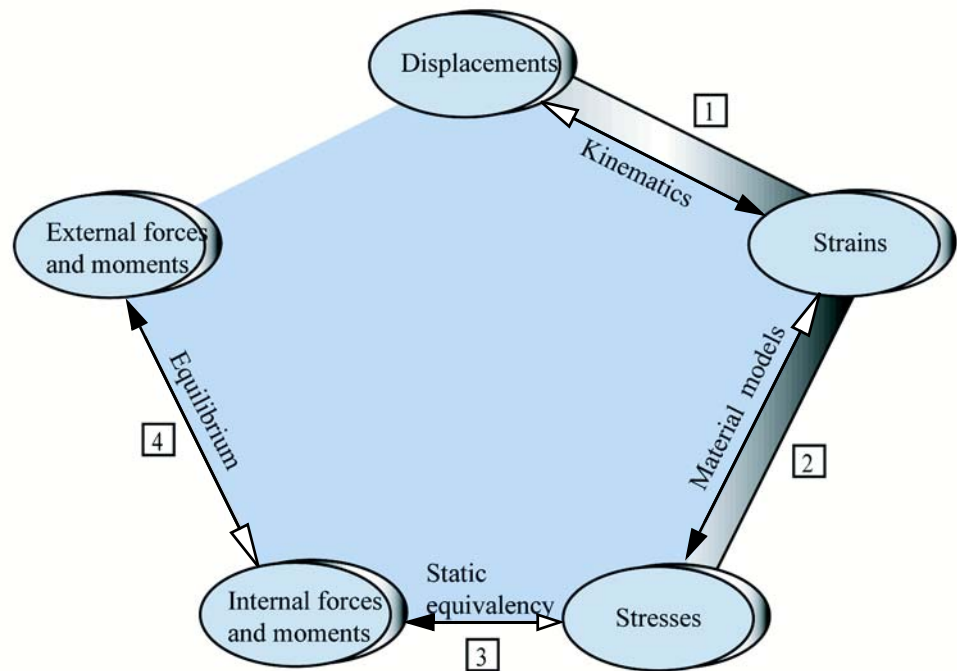 Displacements
1
Kinematics
External forces
and moments
Strains
Equilibrium
4
Material models
2
Static
equivalency
Internal forces
and moments
3
Stresses